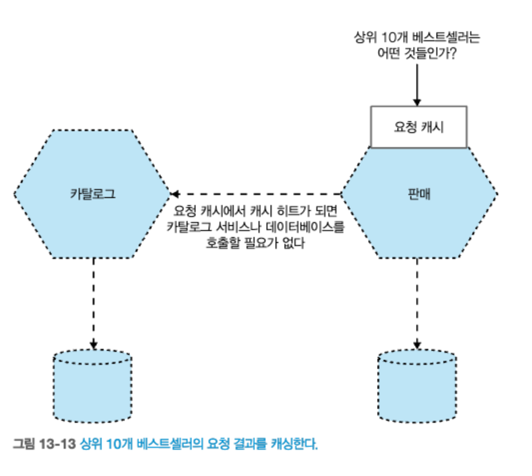 상위 10개 베스트셀러는
어떤 것들인가?
요청 캐시
카탈로그
판매
요청 캐시에서 캐시 히트가 되면
카탈로그 서비스나 데이터베이스를
호출할 필요가 없다
그림 13-13 상위 10개 베스트셀러의 요청 결과를 캐싱한다.